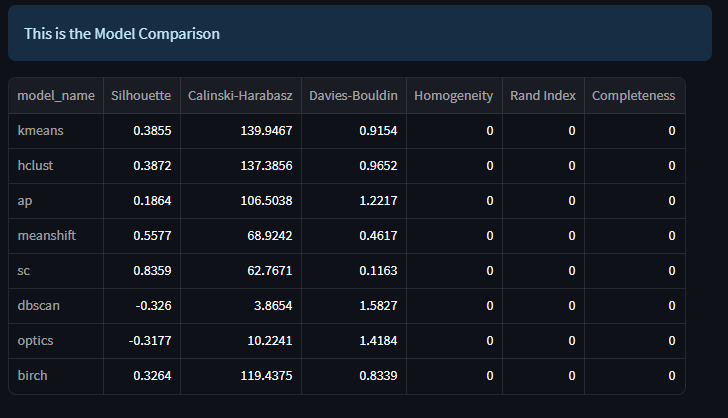 This is the Model Comparison
model_name Silhouette Calinski-Harabasz Davies-Bouldin Homogeneity Rand Index Completeness
kmeans 0.3855 139.9467 0.9154 0 0 0
hclust 0.3872 137.3856 0.9652 0 0 0
ap 0.1864 106.5038 1.2217 0 0 0
meanshift 0.5577 68.9242 0.4617 0 0 0
sc 0.8359 62.7671 0.1163 0 0 0
dbscan -0.326 3.8654 1.5827 0 0 0
optics -0.3177 10.2241 1.4184 0 0 0
birch 0.3264 119.4375 0.8339 0 0 0